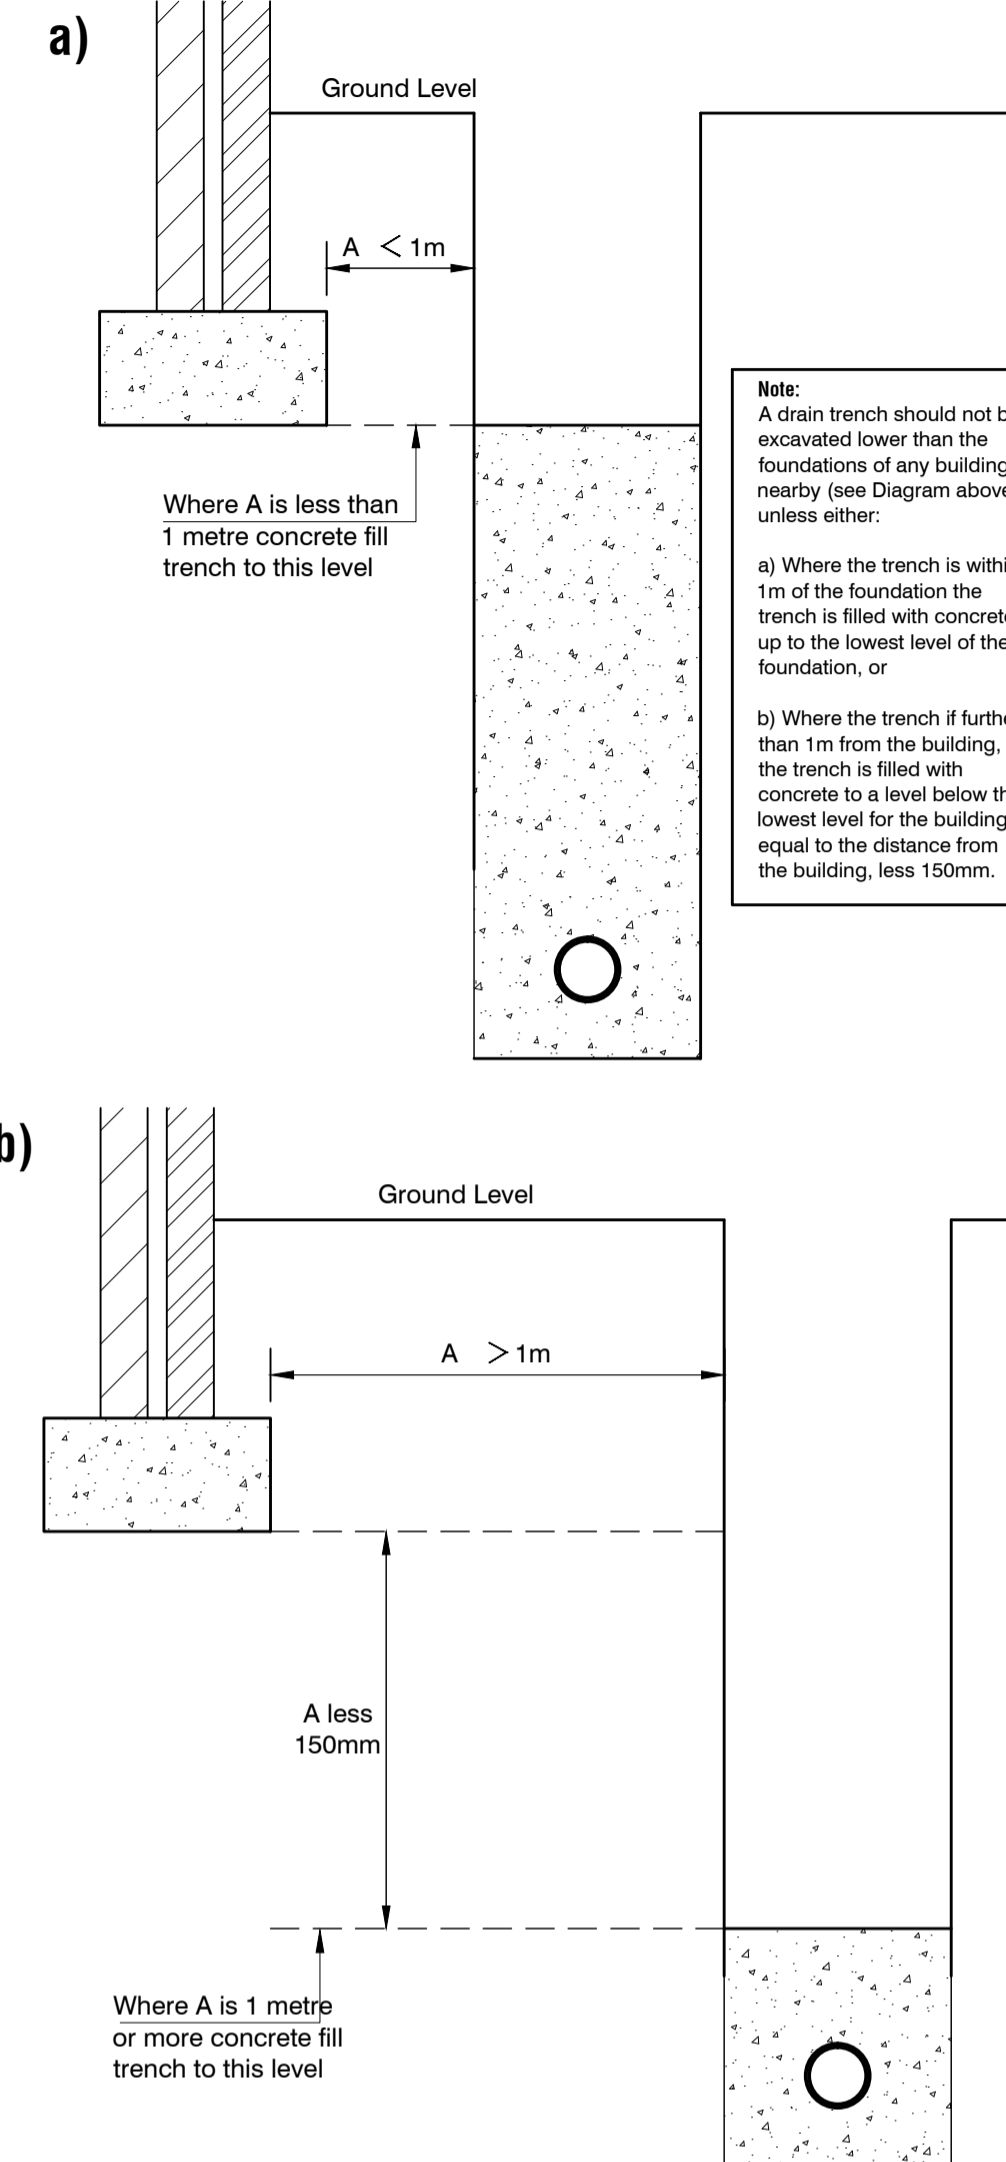 a)
Ground Level
A < 1m
Where A is less than
1 metre concrete fill
trench to this level
Note:
A drain trench should not b
excavated lower than the
foundations of any building
nearby (see Diagram above
unless either:
a) Where the trench is withi
1m of the foundation the
trench is filled with concrete
up to the lowest level of the
foundation, or
b) Where the trench if furthe
than 1m from the building,
the trench is filled with
concrete to a level below th
lowest level for the building
equal to the distance from
the building, less 150mm.
b)
Ground Level
A > 1m
A less
150mm
Where A is 1 metre
or more concrete fill
trench to this level